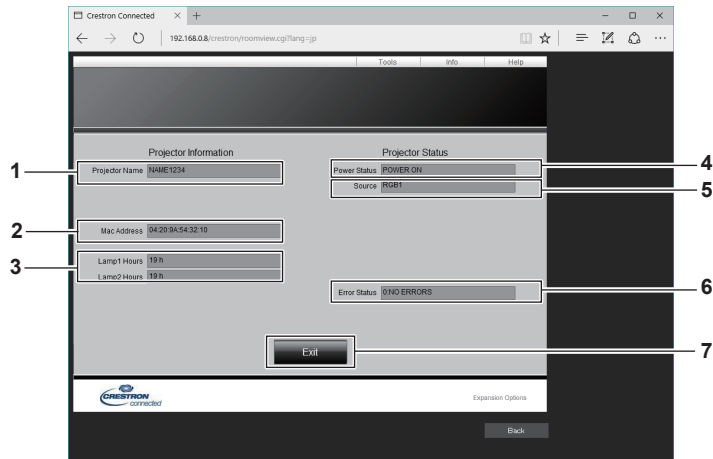 Crestron Connected
192.168.0.8/crestron/roomview.cgi?lang=jp
Tools Info Help
Projector Information
Projector Status
1
Projector Name NAME1234
Power Status POWER ON
4
Source RGB1
5
2
Mac Address 04:20:9A:54:32:10
3
Lamp1 Hours 19 h
Lamp2 Hours 19 h
Error Status 0:NO ERRORS
6
Exit
7
CRESTRON
connected
Expansion Options
Back